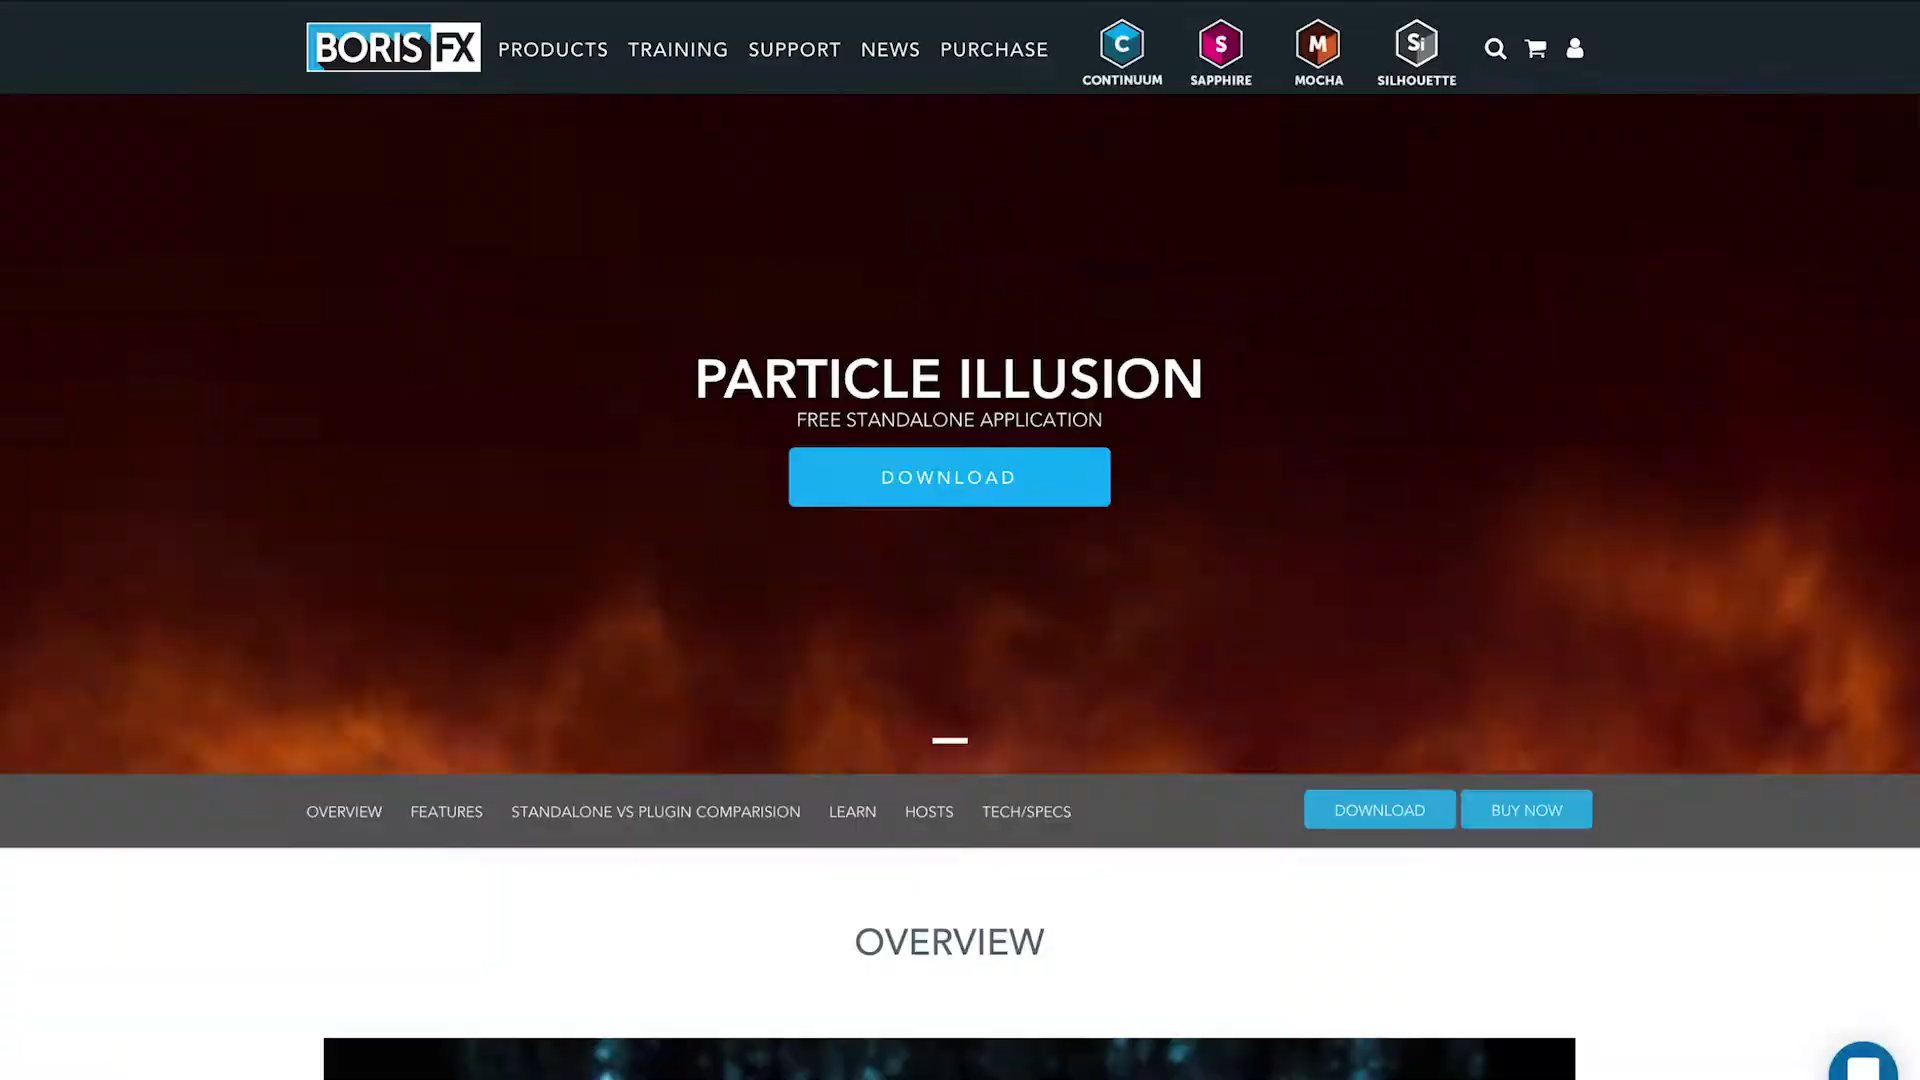 BORIS FX
PRODUCTS TRAINING SUPPORT NEWS PURCHASE
C
CONTINUUM
S
SAPPHIRE
M
MOCHA
Si
SILHOUETTE
PARTICLE ILLUSION
FREE STANDALONE APPLICATION
DOWNLOAD
OVERVIEW FEATURES STANDALONE VS PLUGIN COMPARISION LEARN HOSTS TECH/SPECS
DOWNLOAD BUY NOW
OVERVIEW